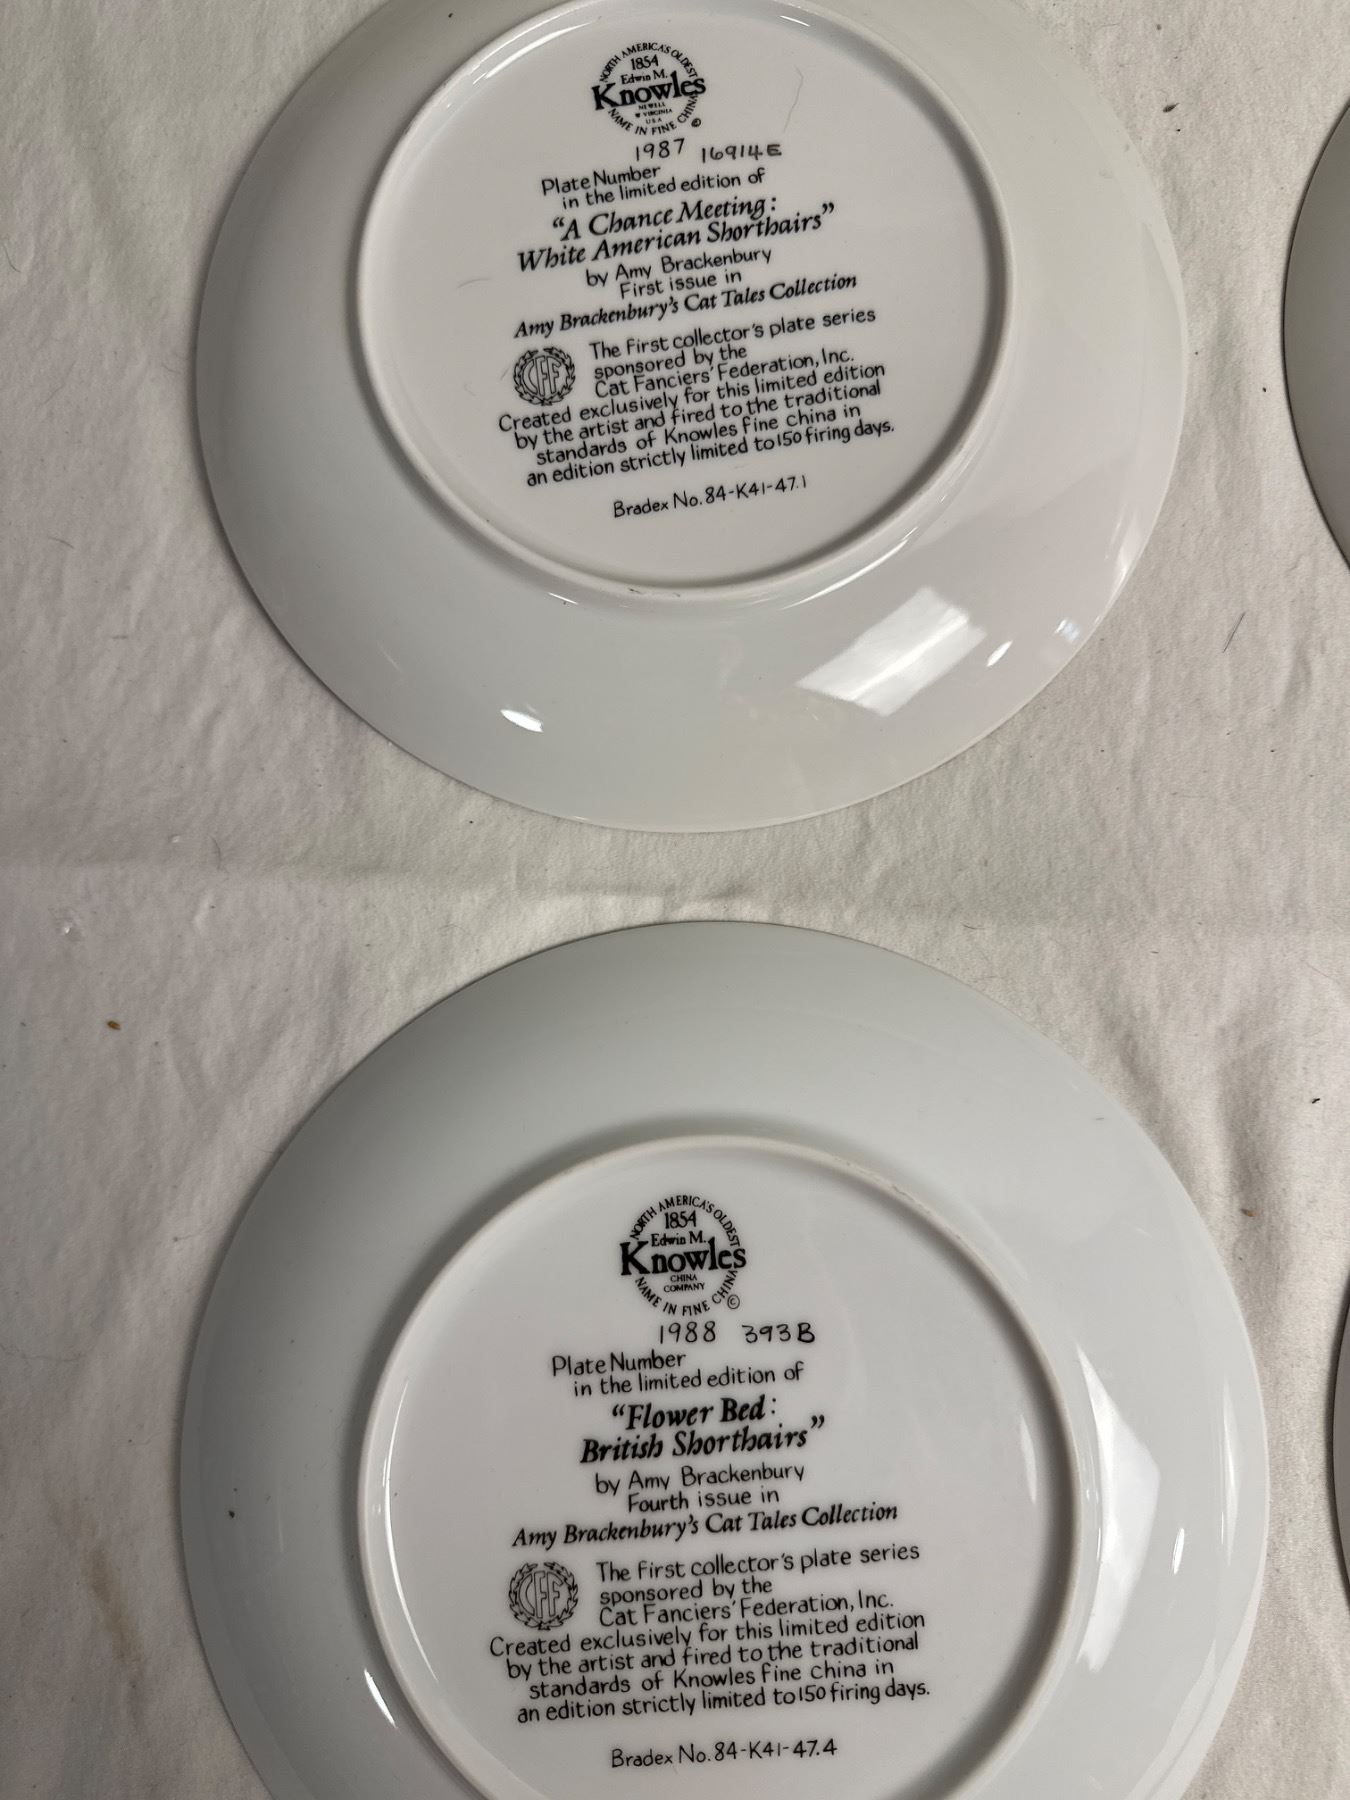 NORTH AMERICA'S OLDEST
1854
Edwin M.
Knowles
NEWELL
W VIRGINIA
USA
NAME IN FINE CHINA ©
1987 16914E
Plate Number
in the limited edition of
"A Chance Meeting:
White American Shorthairs"
by Amy Brackenbury
First issue in
Amy Brackenbury's Cat Tales Collection
CFF
The first collector's plate series
sponsored by the
Cat Fanciers' Federation, Inc.
Created exclusively for this limited edition
by the artist and fired to the traditional
standards of Knowles fine china in
an edition strictly limited to 150 firing days.
Bradex No. 84-K41-47.1
NORTH AMERICA'S OLDEST
1854
Edwin M.
Knowles
CHINA
COMPANY
NAME IN FINE CHINA ©
1988 393B
Plate Number
in the limited edition of
"Flower Bed:
British Shorthairs"
by Amy Brackenbury
Fourth issue in
Amy Brackenbury's Cat Tales Collection
CFF
The first collector's plate series
sponsored by the
Cat Fanciers' Federation, Inc.
Created exclusively for this limited edition
by the artist and fired to the traditional
standards of Knowles fine china in
an edition strictly limited to 150 firing days.
Bradex No. 84-K41-47.4